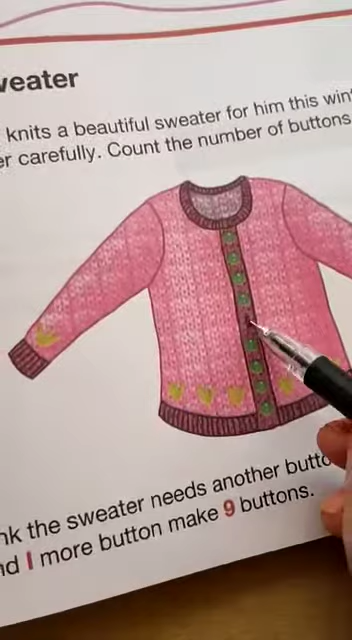 weater
knits a beautiful sweater for him this win
er carefully. Count the number of buttons
nk the sweater needs another butto
nd 1 more button make 9 buttons.